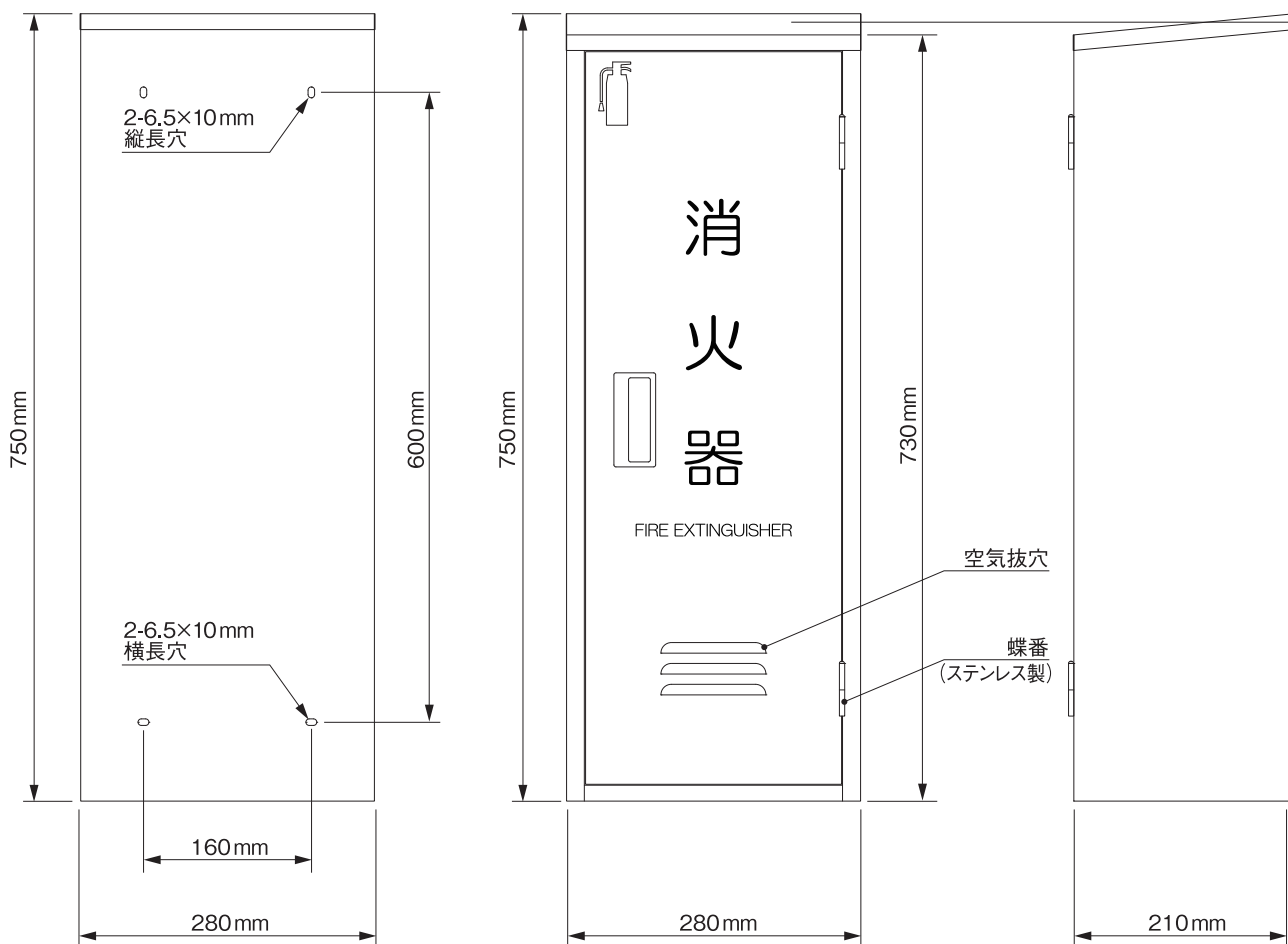 2-6.5×10mm
縦長穴
750mm
600mm
2-6.5×10mm
横長穴
160mm
280mm
750mm
消
火
器
FIRE EXTINGUISHER
730mm
空気抜穴
蝶番
(ステンレス製)
280mm
210mm